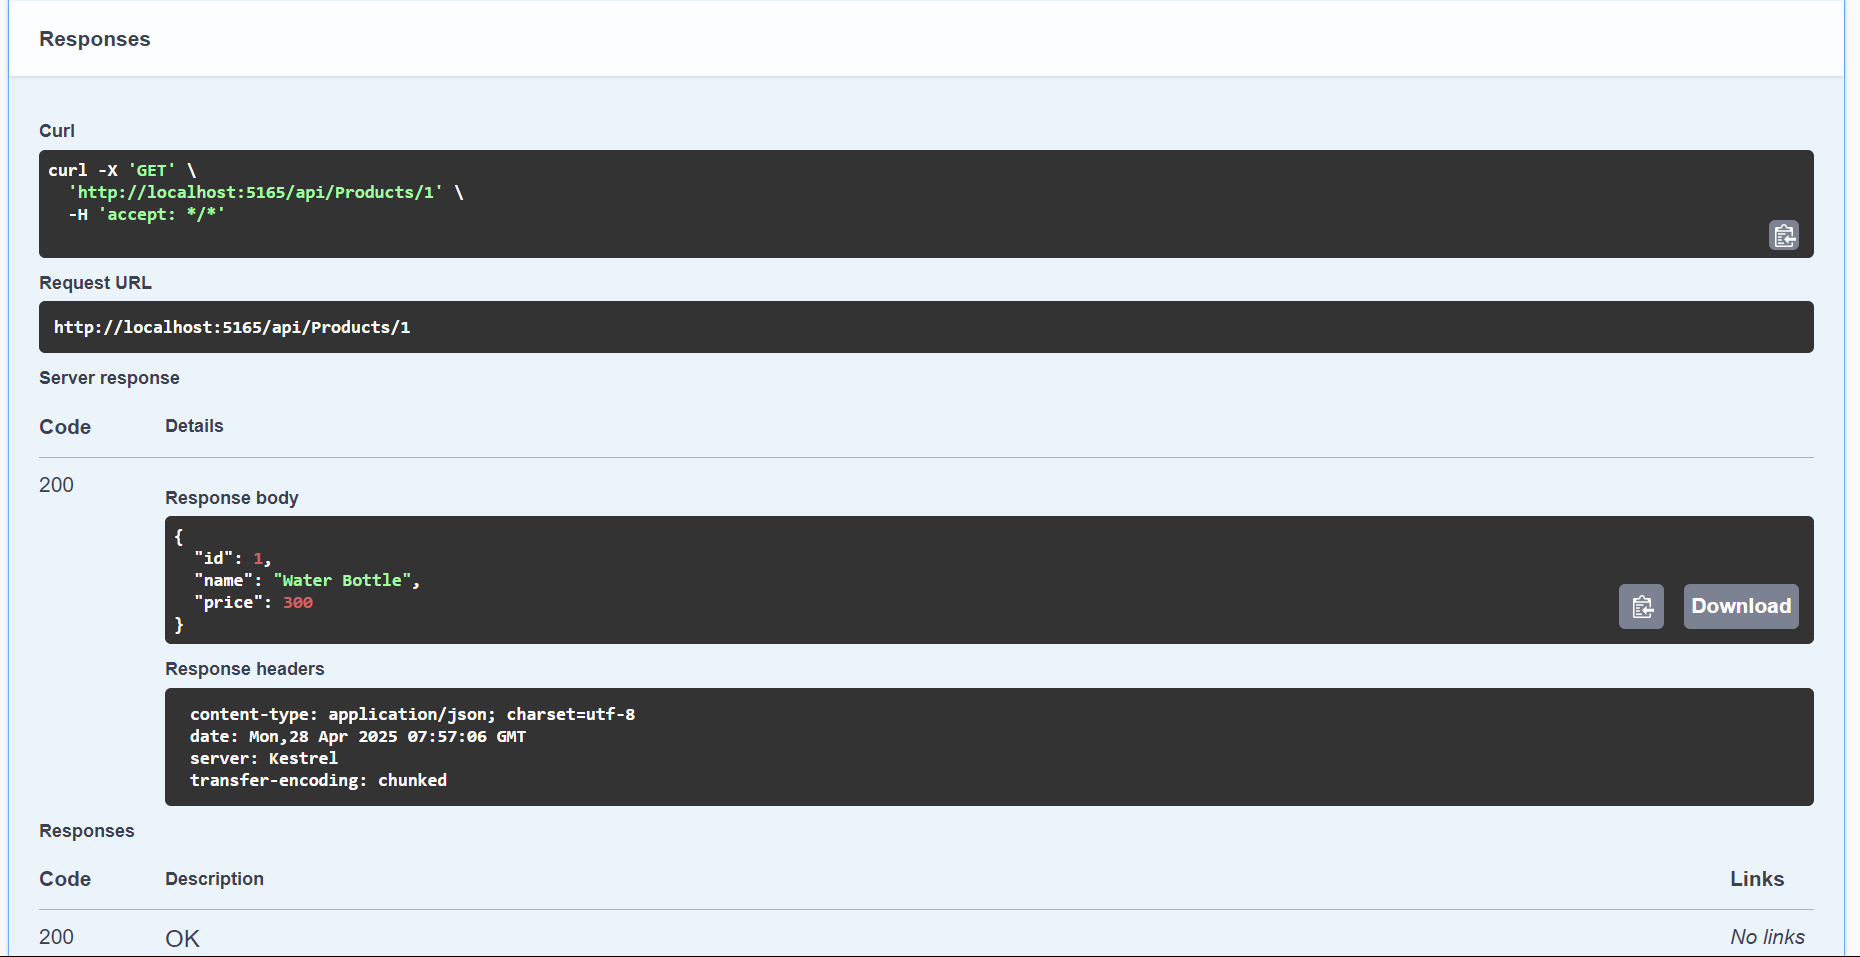 Responses
Curl
curl -X 'GET' \
'http://localhost:5165/api/Products/1' \
-H 'accept: */*'
Request URL
http://localhost:5165/api/Products/1
Server response
Code Details
200
Response body
{
"id": 1,
"name": "Water Bottle",
"price": 300
}
Download
Response headers
content-type: application/json; charset=utf-8
date: Mon,28 Apr 2025 07:57:06 GMT
server: Kestrel
transfer-encoding: chunked
Responses
Code Description Links
200 OK No links